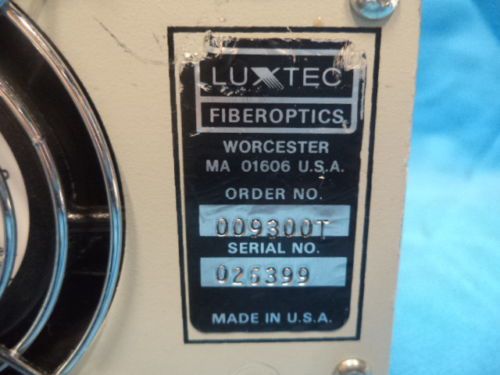 LUXTEC
FIBEROPTICS
WORCESTER
MA 01606 U.S.A.
ORDER NO.
009300T
SERIAL NO.
026399
MADE IN U.S.A.